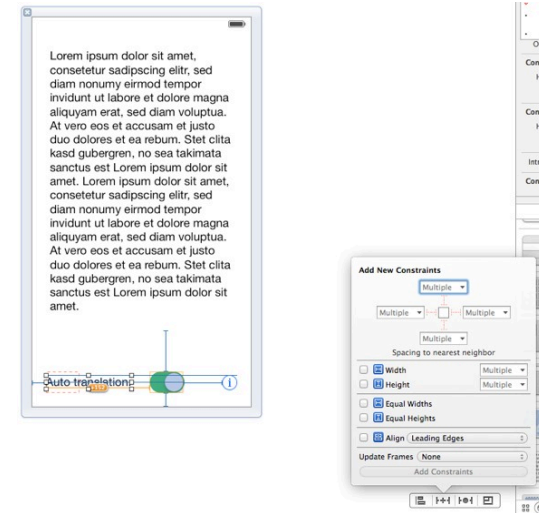 Lorem ipsum dolor sit amet,
consetetur sadipscing elitr, sed
diam nonumy eirmod tempor
invidunt ut labore et dolore magna
aliquyam erat, sed diam voluptua.
At vero eos et accusam et justo
duo dolores et ea rebum. Stet clita
kasd gubergren, no sea takimata
sanctus est Lorem ipsum dolor sit
amet. Lorem ipsum dolor sit amet,
consetetur sadipscing elitr, sed
diam nonumy eirmod tempor
invidunt ut labore et dolore magna
aliquyam erat, sed diam voluptua.
At vero eos et accusam et justo
duo dolores et ea rebum. Stet clita
kasd gubergren, no sea takimata
sanctus est Lorem ipsum dolor sit
amet.
Auto translation:
Add New Constraints
Multiple
Multiple Multiple
Multiple
Spacing to nearest neighbor
Width Multiple
Height Multiple
Equal Widths
Equal Heights
Align Leading Edges
Update Frames None
Add Constraints